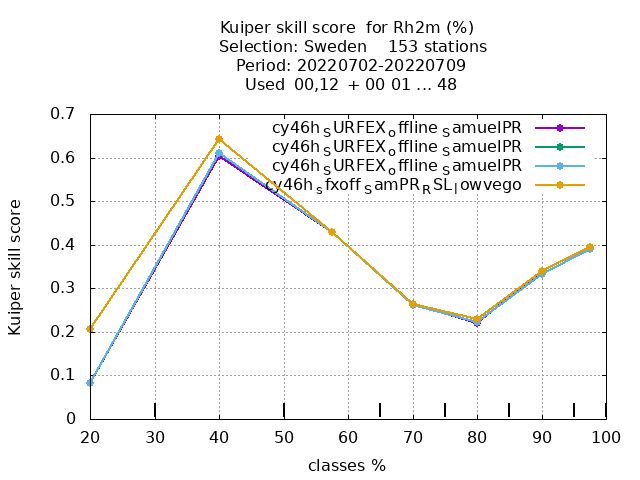 Kuiper skill score  for Rh2m (%)
Selection: Sweden    153 stations
Period: 20220702-20220709
Used  00,12  + 00 01 ... 48
cy46h_SURFEX_offline_SamuelPR
cy46h_SURFEX_offline_SamuelPR
cy46h_SURFEX_offline_SamuelPR
cy46h_sfxoff_SamPR_RSL_lowvego
0.7
0.6
0.5
0.4
0.3
0.2
0.1
0
Kuiper skill score
20 30 40 50 60 70 80 90 100
classes %